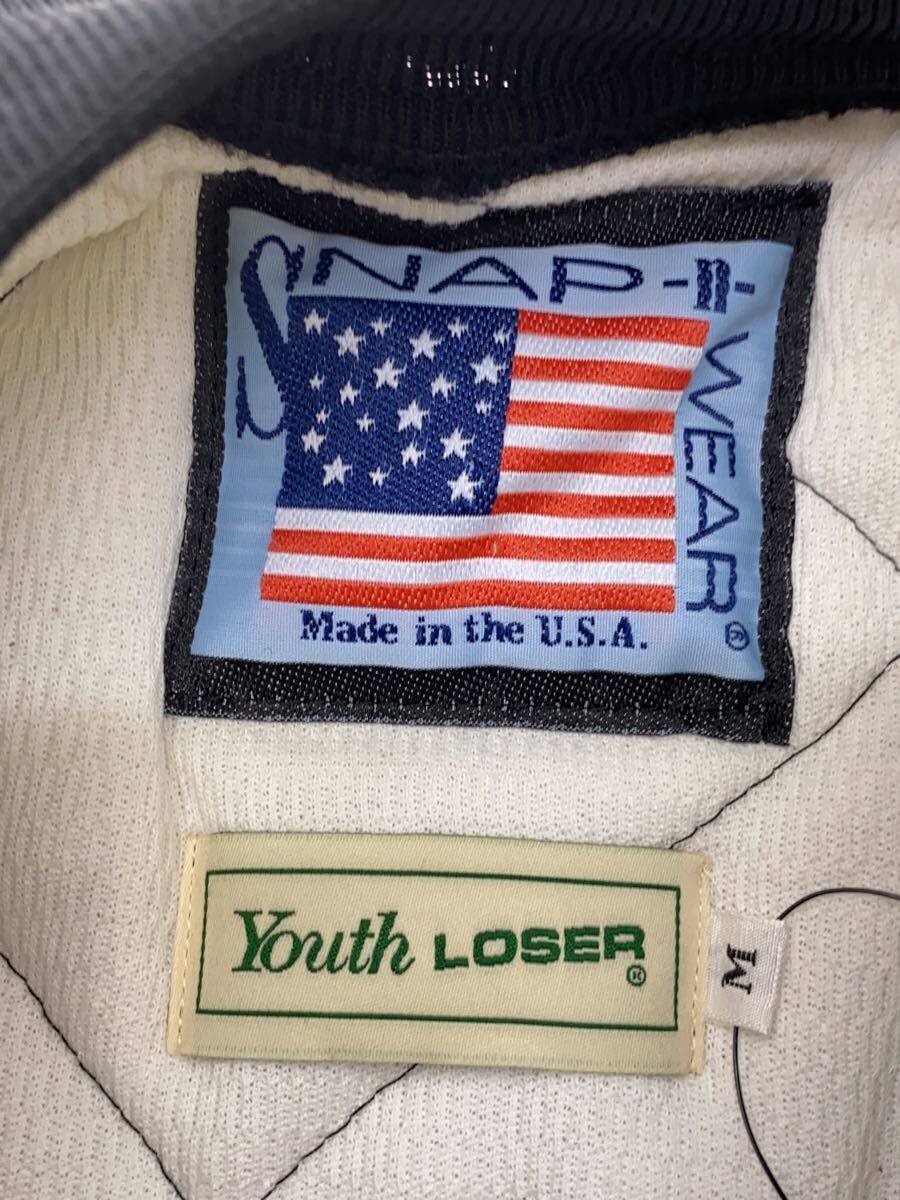 SNAP-'N
WEAR®
Made in the U.S.A.
Youth LOSER®
M